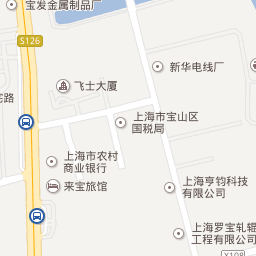 宝发金属制品厂
S126
新华电线厂
飞士大厦
宅路
上海市宝山区
国税局
上海市农村
商业银行
来宝旅馆
上海亨钧科技
有限公司
上海罗宝轧辊
工程有限公司
X108